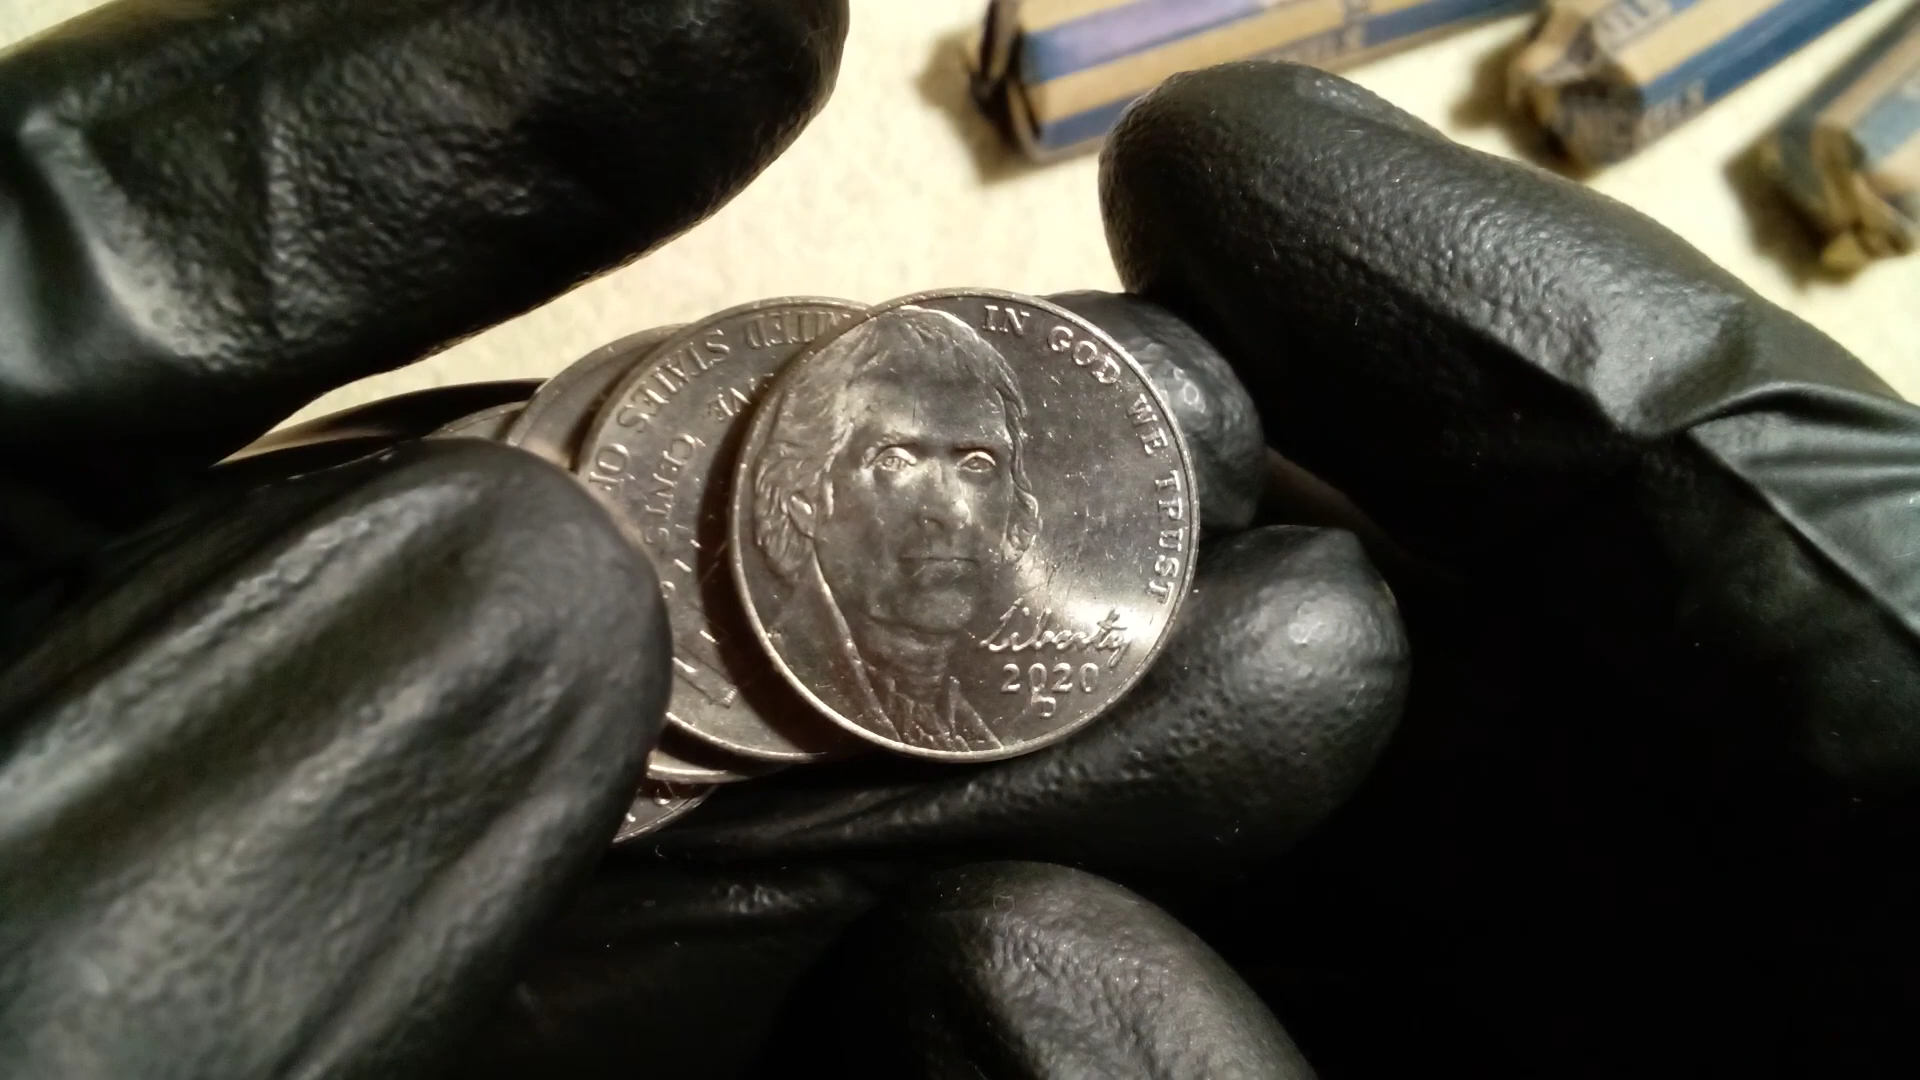 IN GOD WE TRUST
Liberty
2020
D
UNITED STATES OF
CENTS